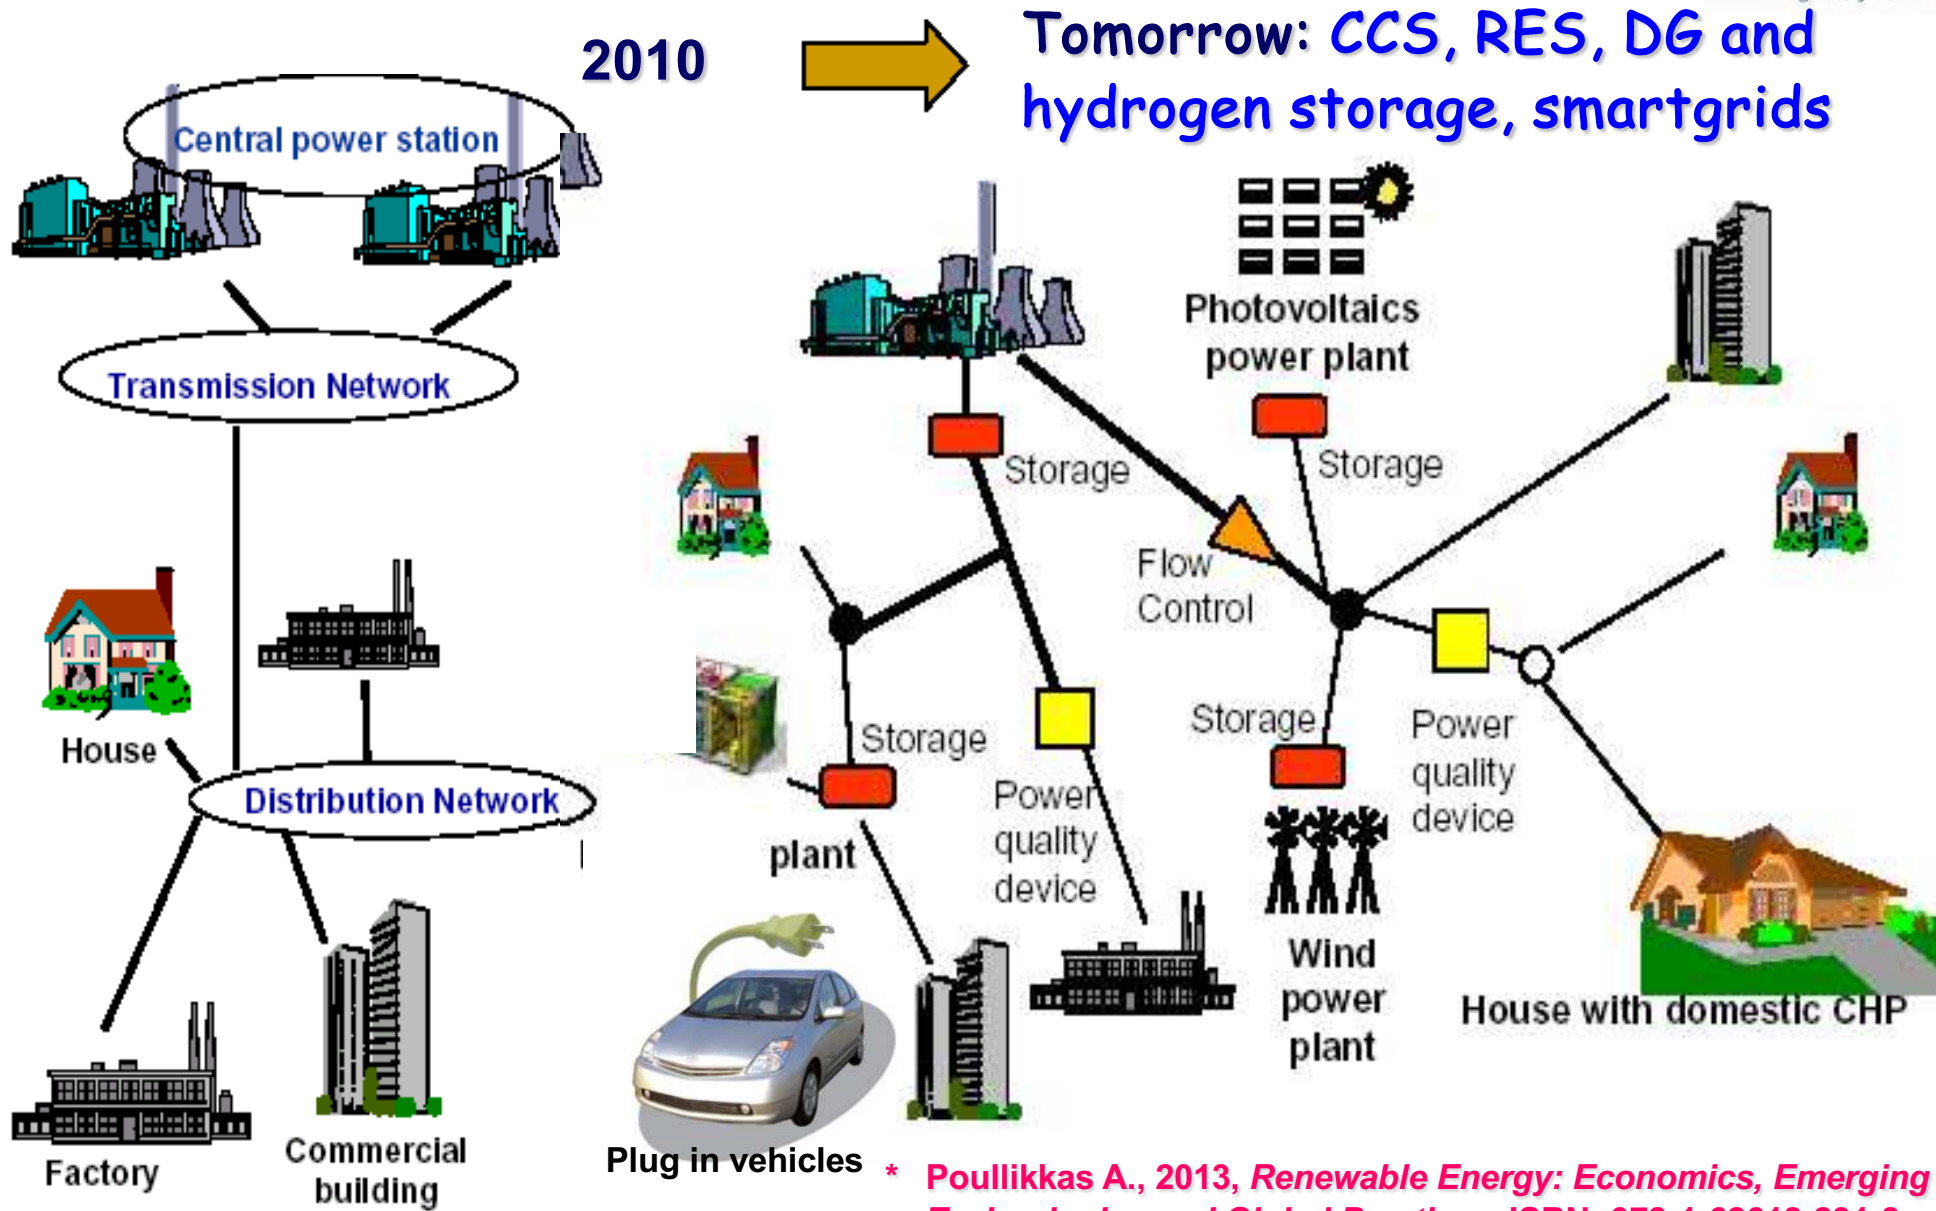 2010
Tomorrow: CCS, RES, DG and
hydrogen storage, smartgrids
Central power station
Transmission Network
House
Distribution Network
Factory
Commercial
building
Photovoltaics
power plant
Storage
Storage
Flow
Control
Storage
Storage
Power
quality
device
Power
quality
device
plant
Wind
power
plant
House with domestic CHP
Plug in vehicles
* Poullikkas A., 2013, Renewable Energy: Economics, Emerging